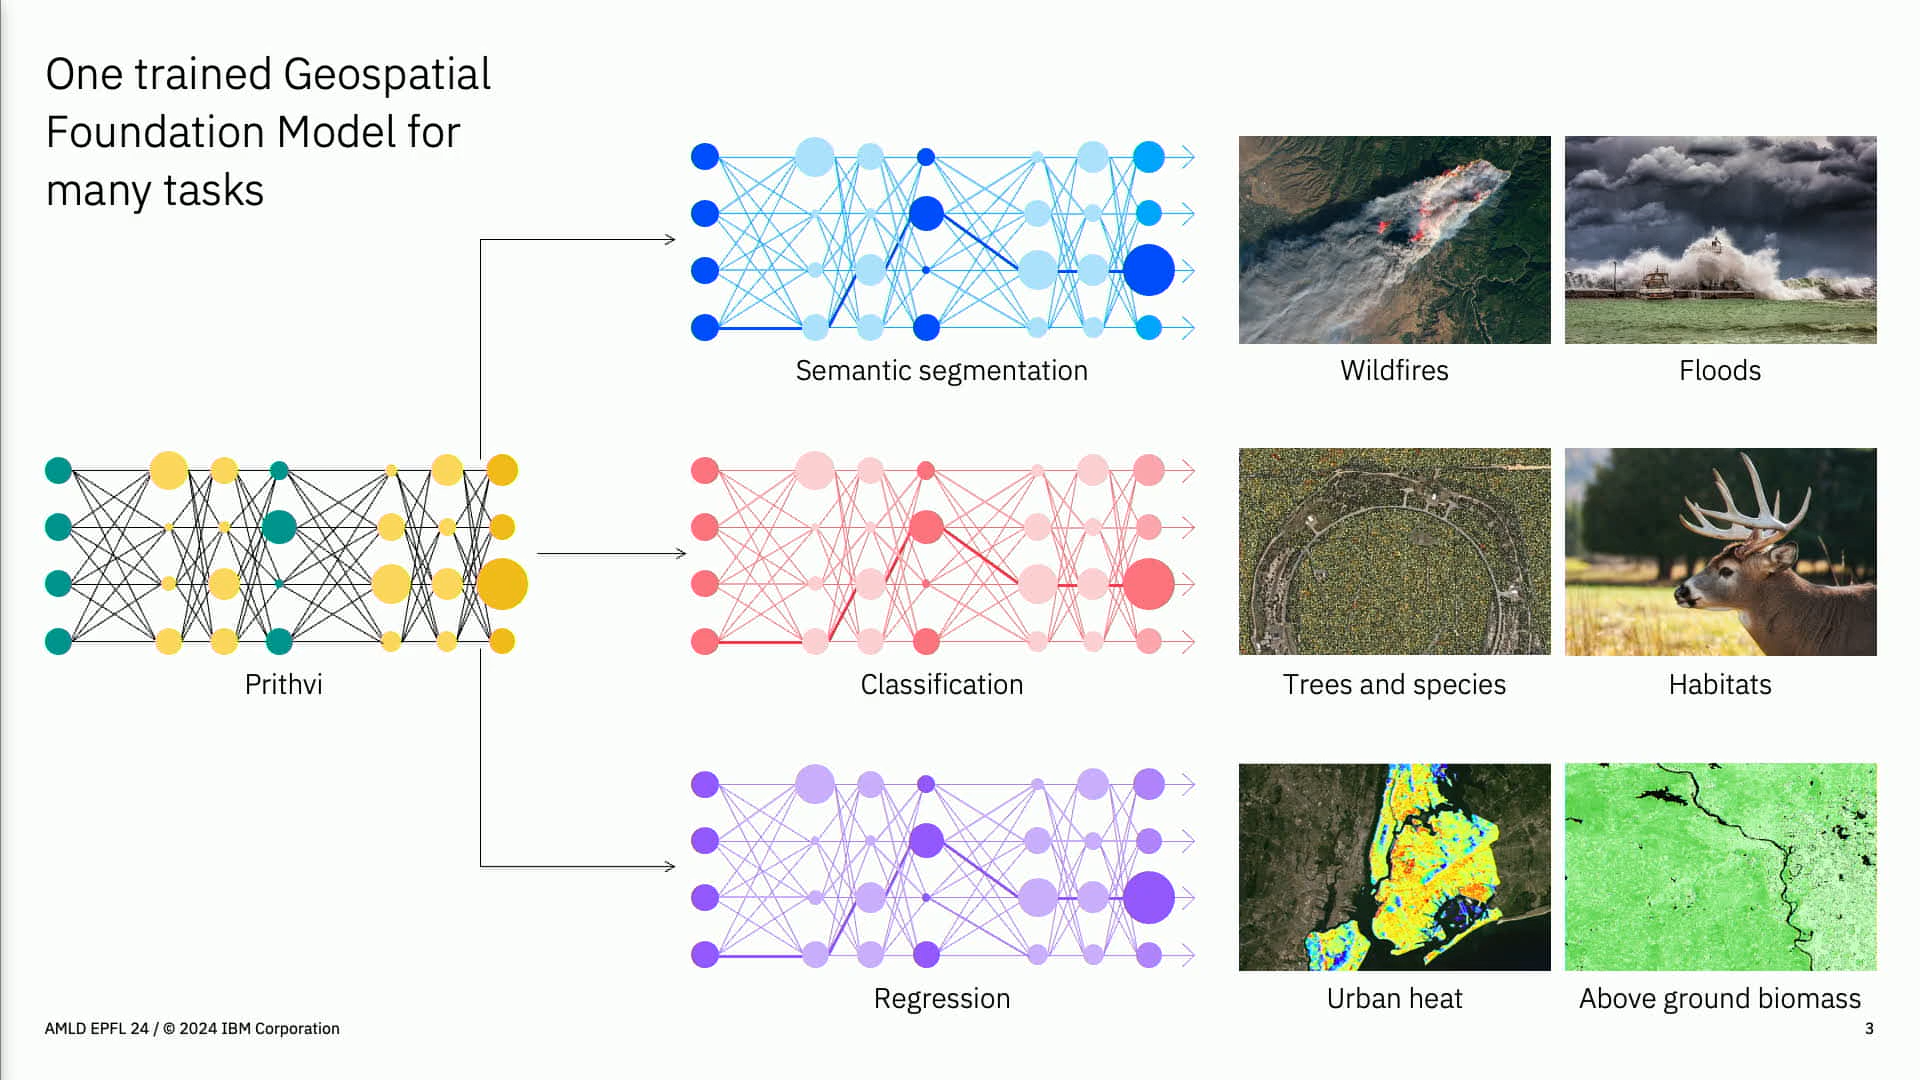 One trained Geospatial
Foundation Model for
many tasks
Semantic segmentation
Wildfires
Floods
Prithvi
Classification
Trees and species
Habitats
Regression
Urban heat
Above ground biomass
AMLD EPFL 24 / © 2024 IBM Corporation
3